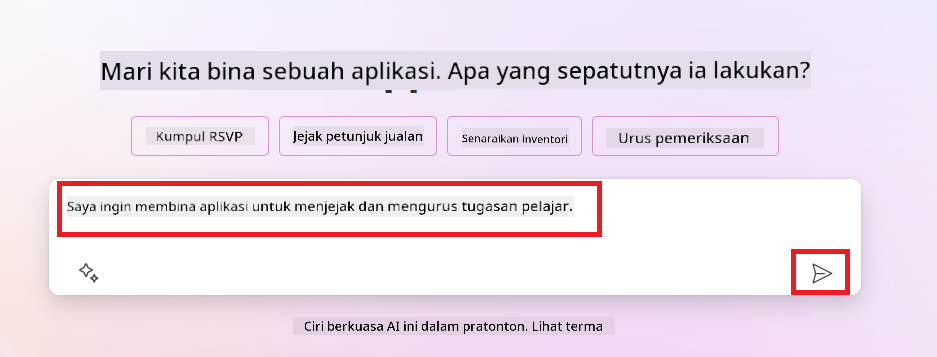 Mari kita bina sebuah aplikasi. Apa yang sepatutnya ia lakukan?
Kumpul RSVP
Jejak petunjuk jualan
Senaraikan inventori
Urus pemeriksaan
Saya ingin membina aplikasi untuk menjejak dan mengurus tugasan pelajar.
Ciri berkuasa AI ini dalam pratonton. Lihat terma